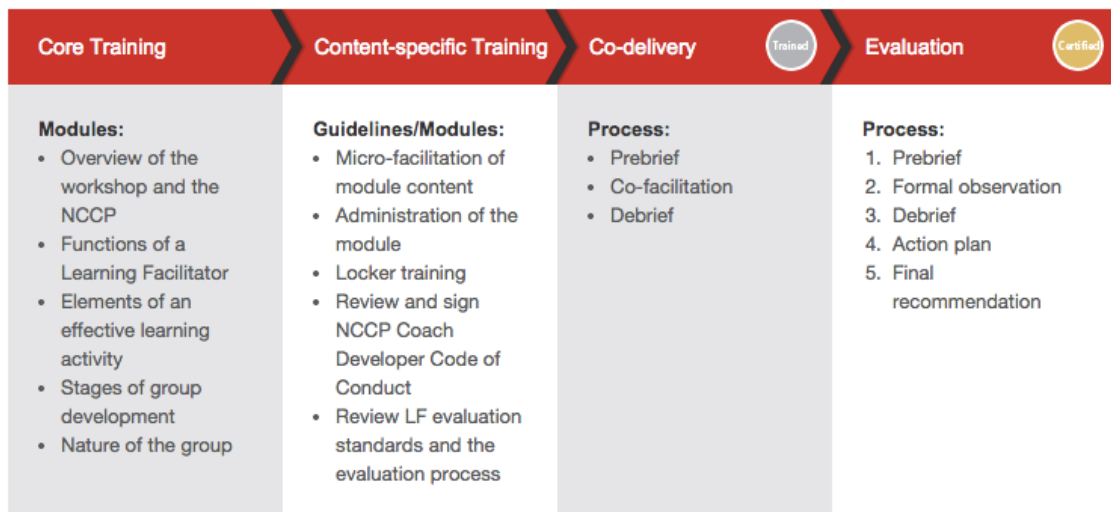 Core Training
Content-specific Training
Co-delivery
Trained
Evaluation
Certified
Modules:
• Overview of the
workshop and the
NCCP
• Functions of a
Learning Facilitator
• Elements of an
effective learning
activity
• Stages of group
development
• Nature of the group
Guidelines/Modules:
• Micro-facilitation of
module content
• Administration of the
module
• Locker training
• Review and sign
NCCP Coach
Developer Code of
Conduct
• Review LF evaluation
standards and the
evaluation process
Process:
• Prebrief
• Co-facilitation
• Debrief
Process:
1. Prebrief
2. Formal observation
3. Debrief
4. Action plan
5. Final
recommendation